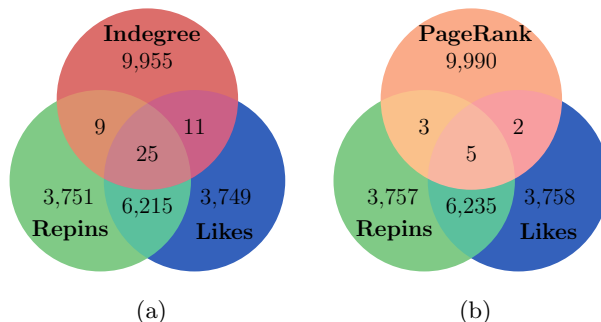 Indegree
9,955
9
11
25
3,751
6,215
3,749
Repins
Likes
(a)
PageRank
9,990
3
2
5
3,757
6,235
3,758
Repins
Likes
(b)